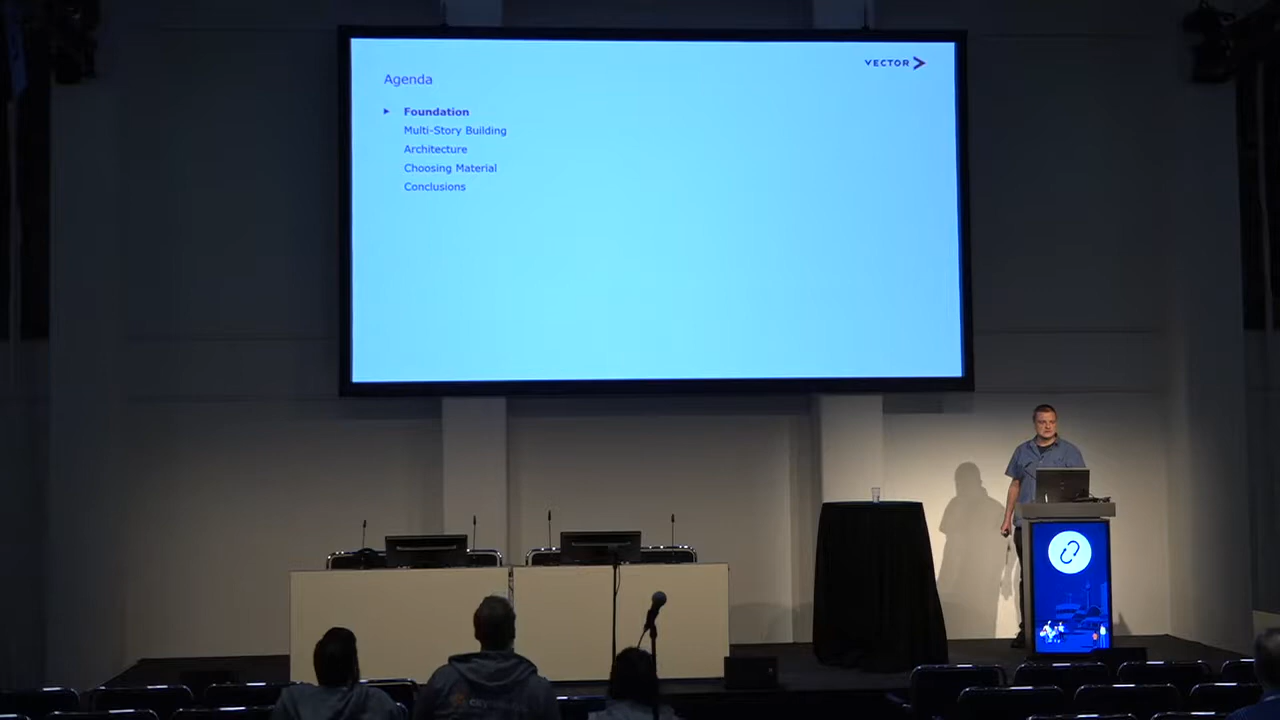 VECTOR
Agenda
Foundation
Multi-Story Building
Architecture
Choosing Material
Conclusions